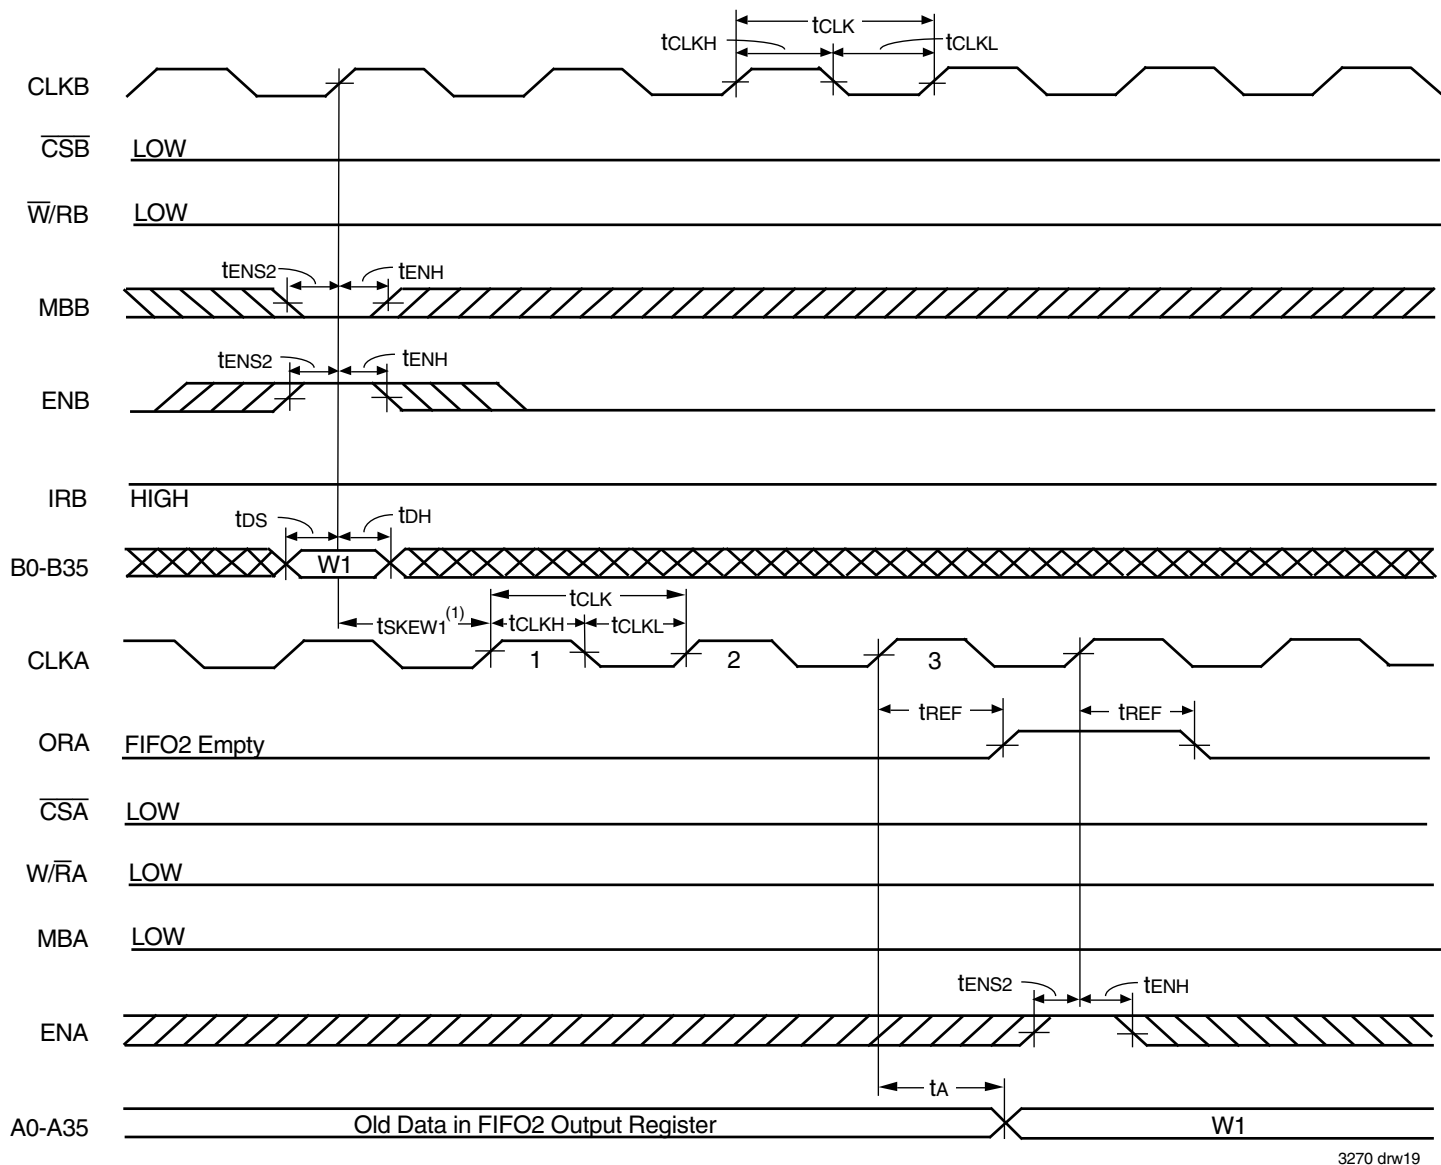 tCLK
tCLKH
tCLKL
CLKB
CSB LOW
W/RB LOW
tENS2 tENH
MBB
tENS2 tENH
ENB
IRB HIGH
tDS tDH
B0-B35 W1
tCLK
tSKEW1(1) tCLKH tCLKL
CLKA 1 2 3
tREF tREF
ORA FIFO2 Empty
CSA LOW
W/RA LOW
MBA LOW
tENS2 tENH
ENA
tA
A0-A35 Old Data in FIFO2 Output Register W1
3270 drw19